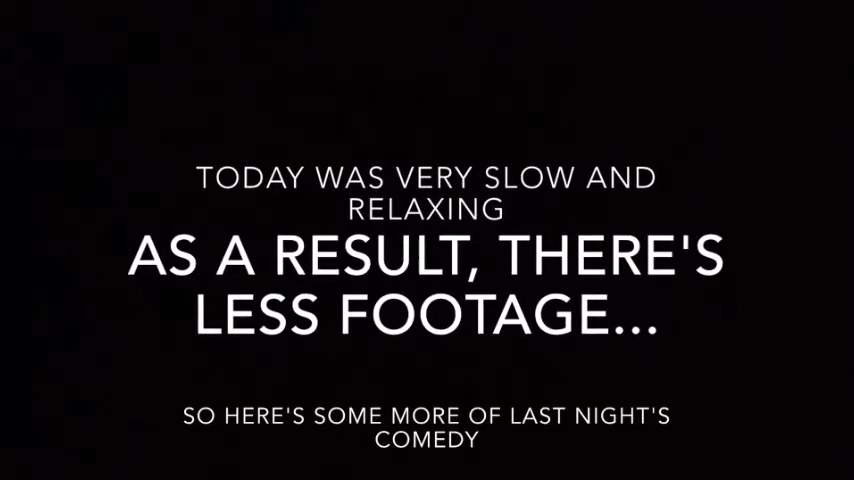 TODAY WAS VERY SLOW AND
RELAXING
AS A RESULT, THERE'S
LESS FOOTAGE...
SO HERE'S SOME MORE OF LAST NIGHT'S
COMEDY